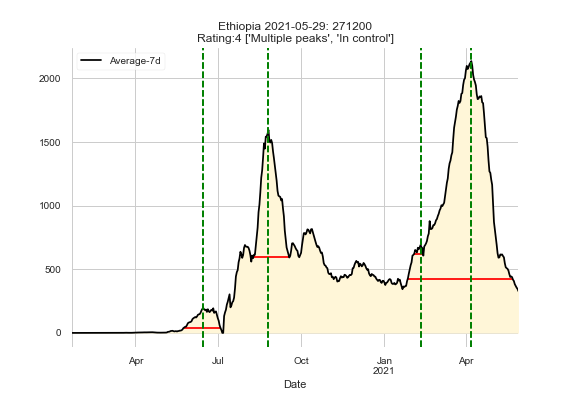 Ethiopia 2021-05-29: 271200
Rating:4 ['Multiple peaks', 'In control']
Average-7d
2000
1500
1000
500
0
Apr
Jul
Oct
Jan
2021
Apr
Date